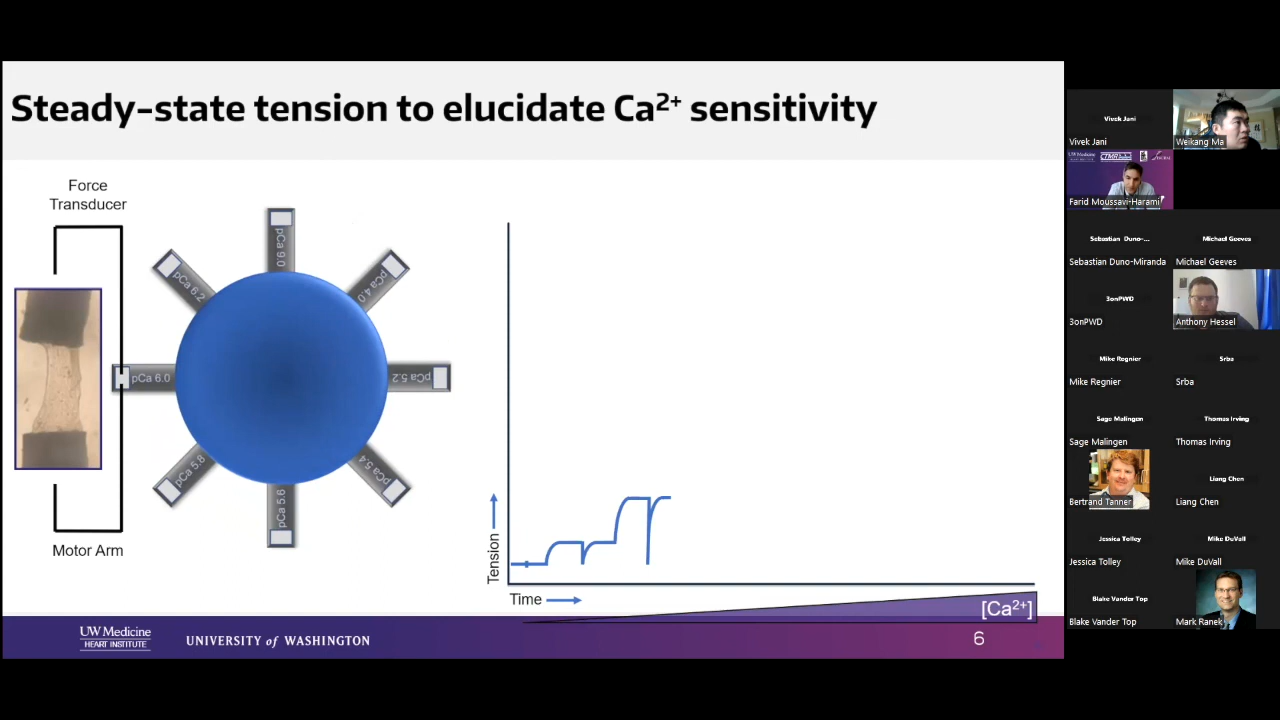 Steady-state tension to elucidate Ca²⁺ sensitivity
Force
Transducer
Motor Arm
pCa 9.0
pCa 4.0
pCa 5.2
pCa 5.4
pCa 5.6
pCa 5.8
pCa 6.0
pCa 6.2
Tension
Time
[Ca²⁺]
UW Medicine
HEART INSTITUTE
UNIVERSITY of WASHINGTON
6
Vivek Jani
Vivek Jani
Weikang Ma
UW Medicine
Farid Moussavi-Harami
Sebastian Duno-...
Sebastian Duno-Miranda
Michael Geeves
Michael Geeves
3onPWD
3onPWD
Anthony Hessel
Mike Regnier
Mike Regnier
Srba
Srba
Sage Malingen
Sage Malingen
Thomas Irving
Thomas Irving
Bertrand Tanner
Liang Chen
Liang Chen
Jessica Tolley
Jessica Tolley
Mike DuVall
Mike DuVall
Blake Vander Top
Blake Vander Top
Mark Ranek